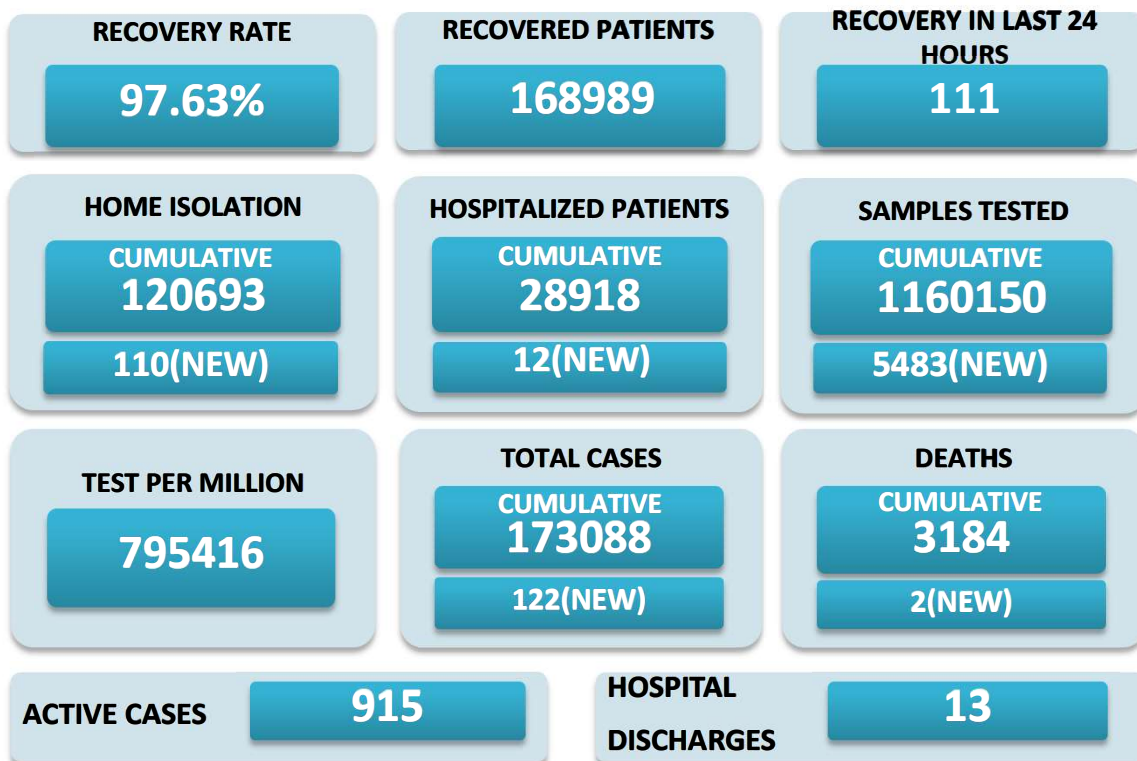 RECOVERY RATE
97.63%
RECOVERED PATIENTS
168989
RECOVERY IN LAST 24
HOURS
111
HOME ISOLATION
CUMULATIVE
120693
110(NEW)
HOSPITALIZED PATIENTS
CUMULATIVE
28918
12(NEW)
SAMPLES TESTED
CUMULATIVE
1160150
5483(NEW)
TEST PER MILLION
795416
TOTAL CASES
CUMULATIVE
173088
122(NEW)
DEATHS
CUMULATIVE
3184
2(NEW)
ACTIVE CASES
915
HOSPITAL
DISCHARGES
13